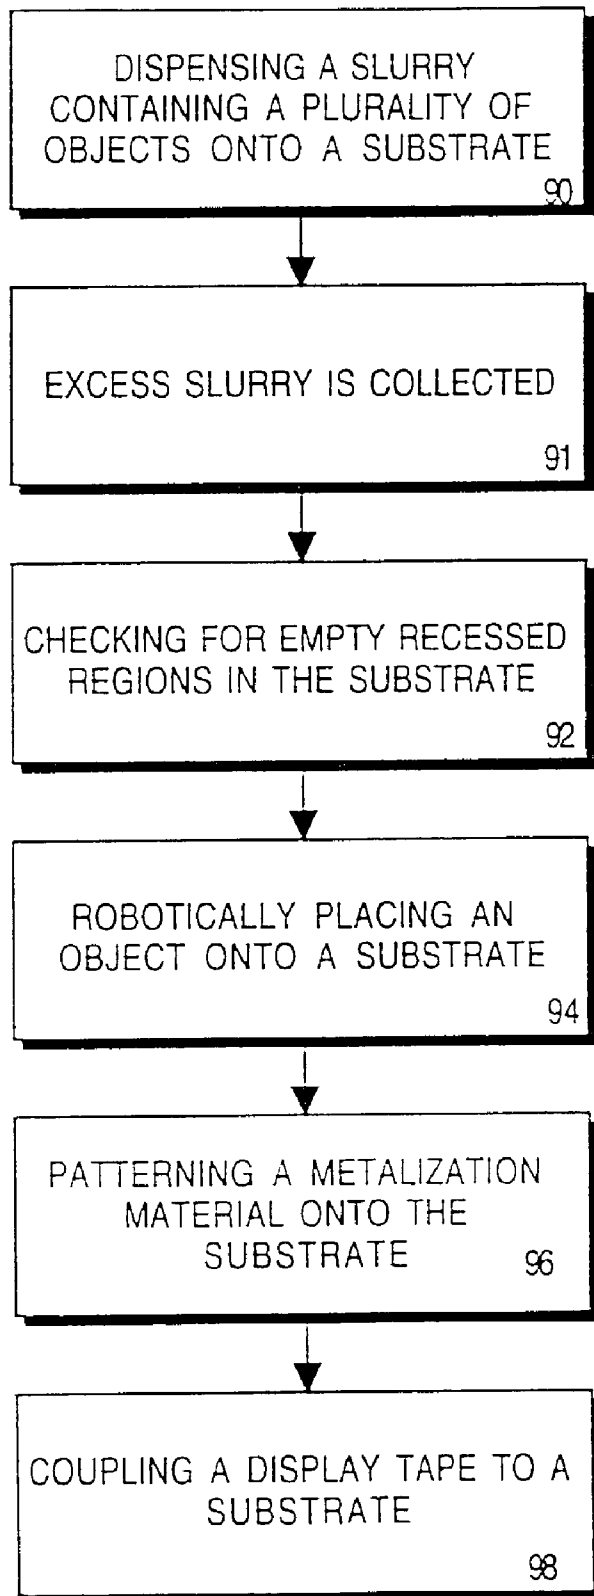 DISPENSING A SLURRY
CONTAINING A PLURALITY OF
OBJECTS ONTO A SUBSTRATE
90
EXCESS SLURRY IS COLLECTED
91
CHECKING FOR EMPTY RECESSED
REGIONS IN THE SUBSTRATE
92
ROBOTICALLY PLACING AN
OBJECT ONTO A SUBSTRATE
94
PATTERNING A METALIZATION
MATERIAL ONTO THE
SUBSTRATE
96
COUPLING A DISPLAY TAPE TO A
SUBSTRATE
98